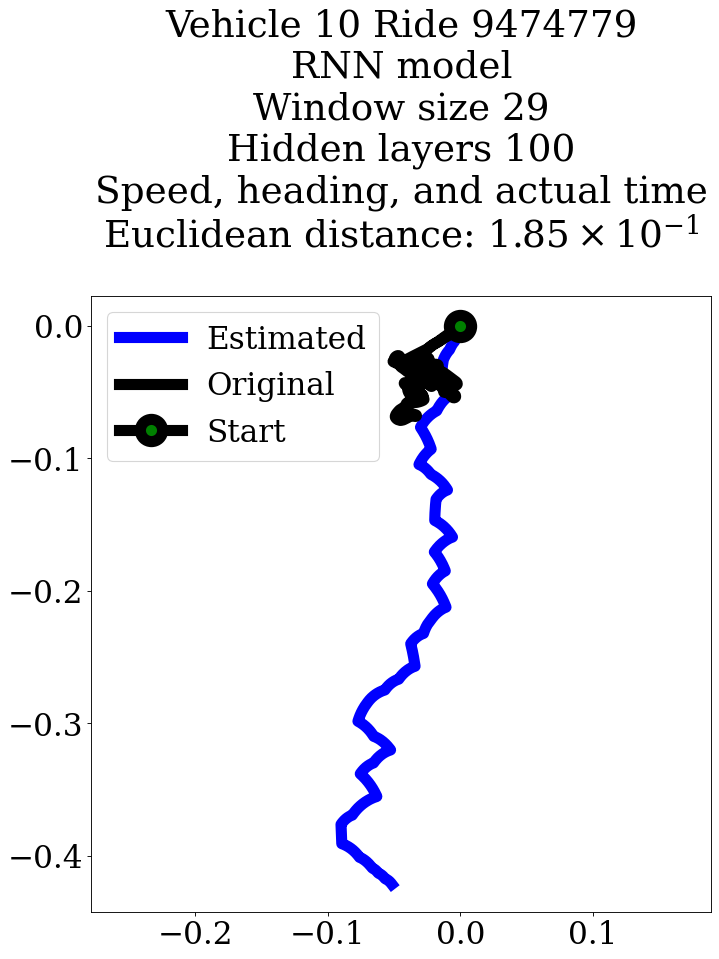 Vehicle 10 Ride 9474779
RNN model
Window size 29
Hidden layers 100
Speed, heading, and actual time
Euclidean distance: 1.85 × 10⁻¹
Estimated
Original
Start
0.0
−0.1
−0.2
−0.3
−0.4
−0.2 −0.1 0.0 0.1